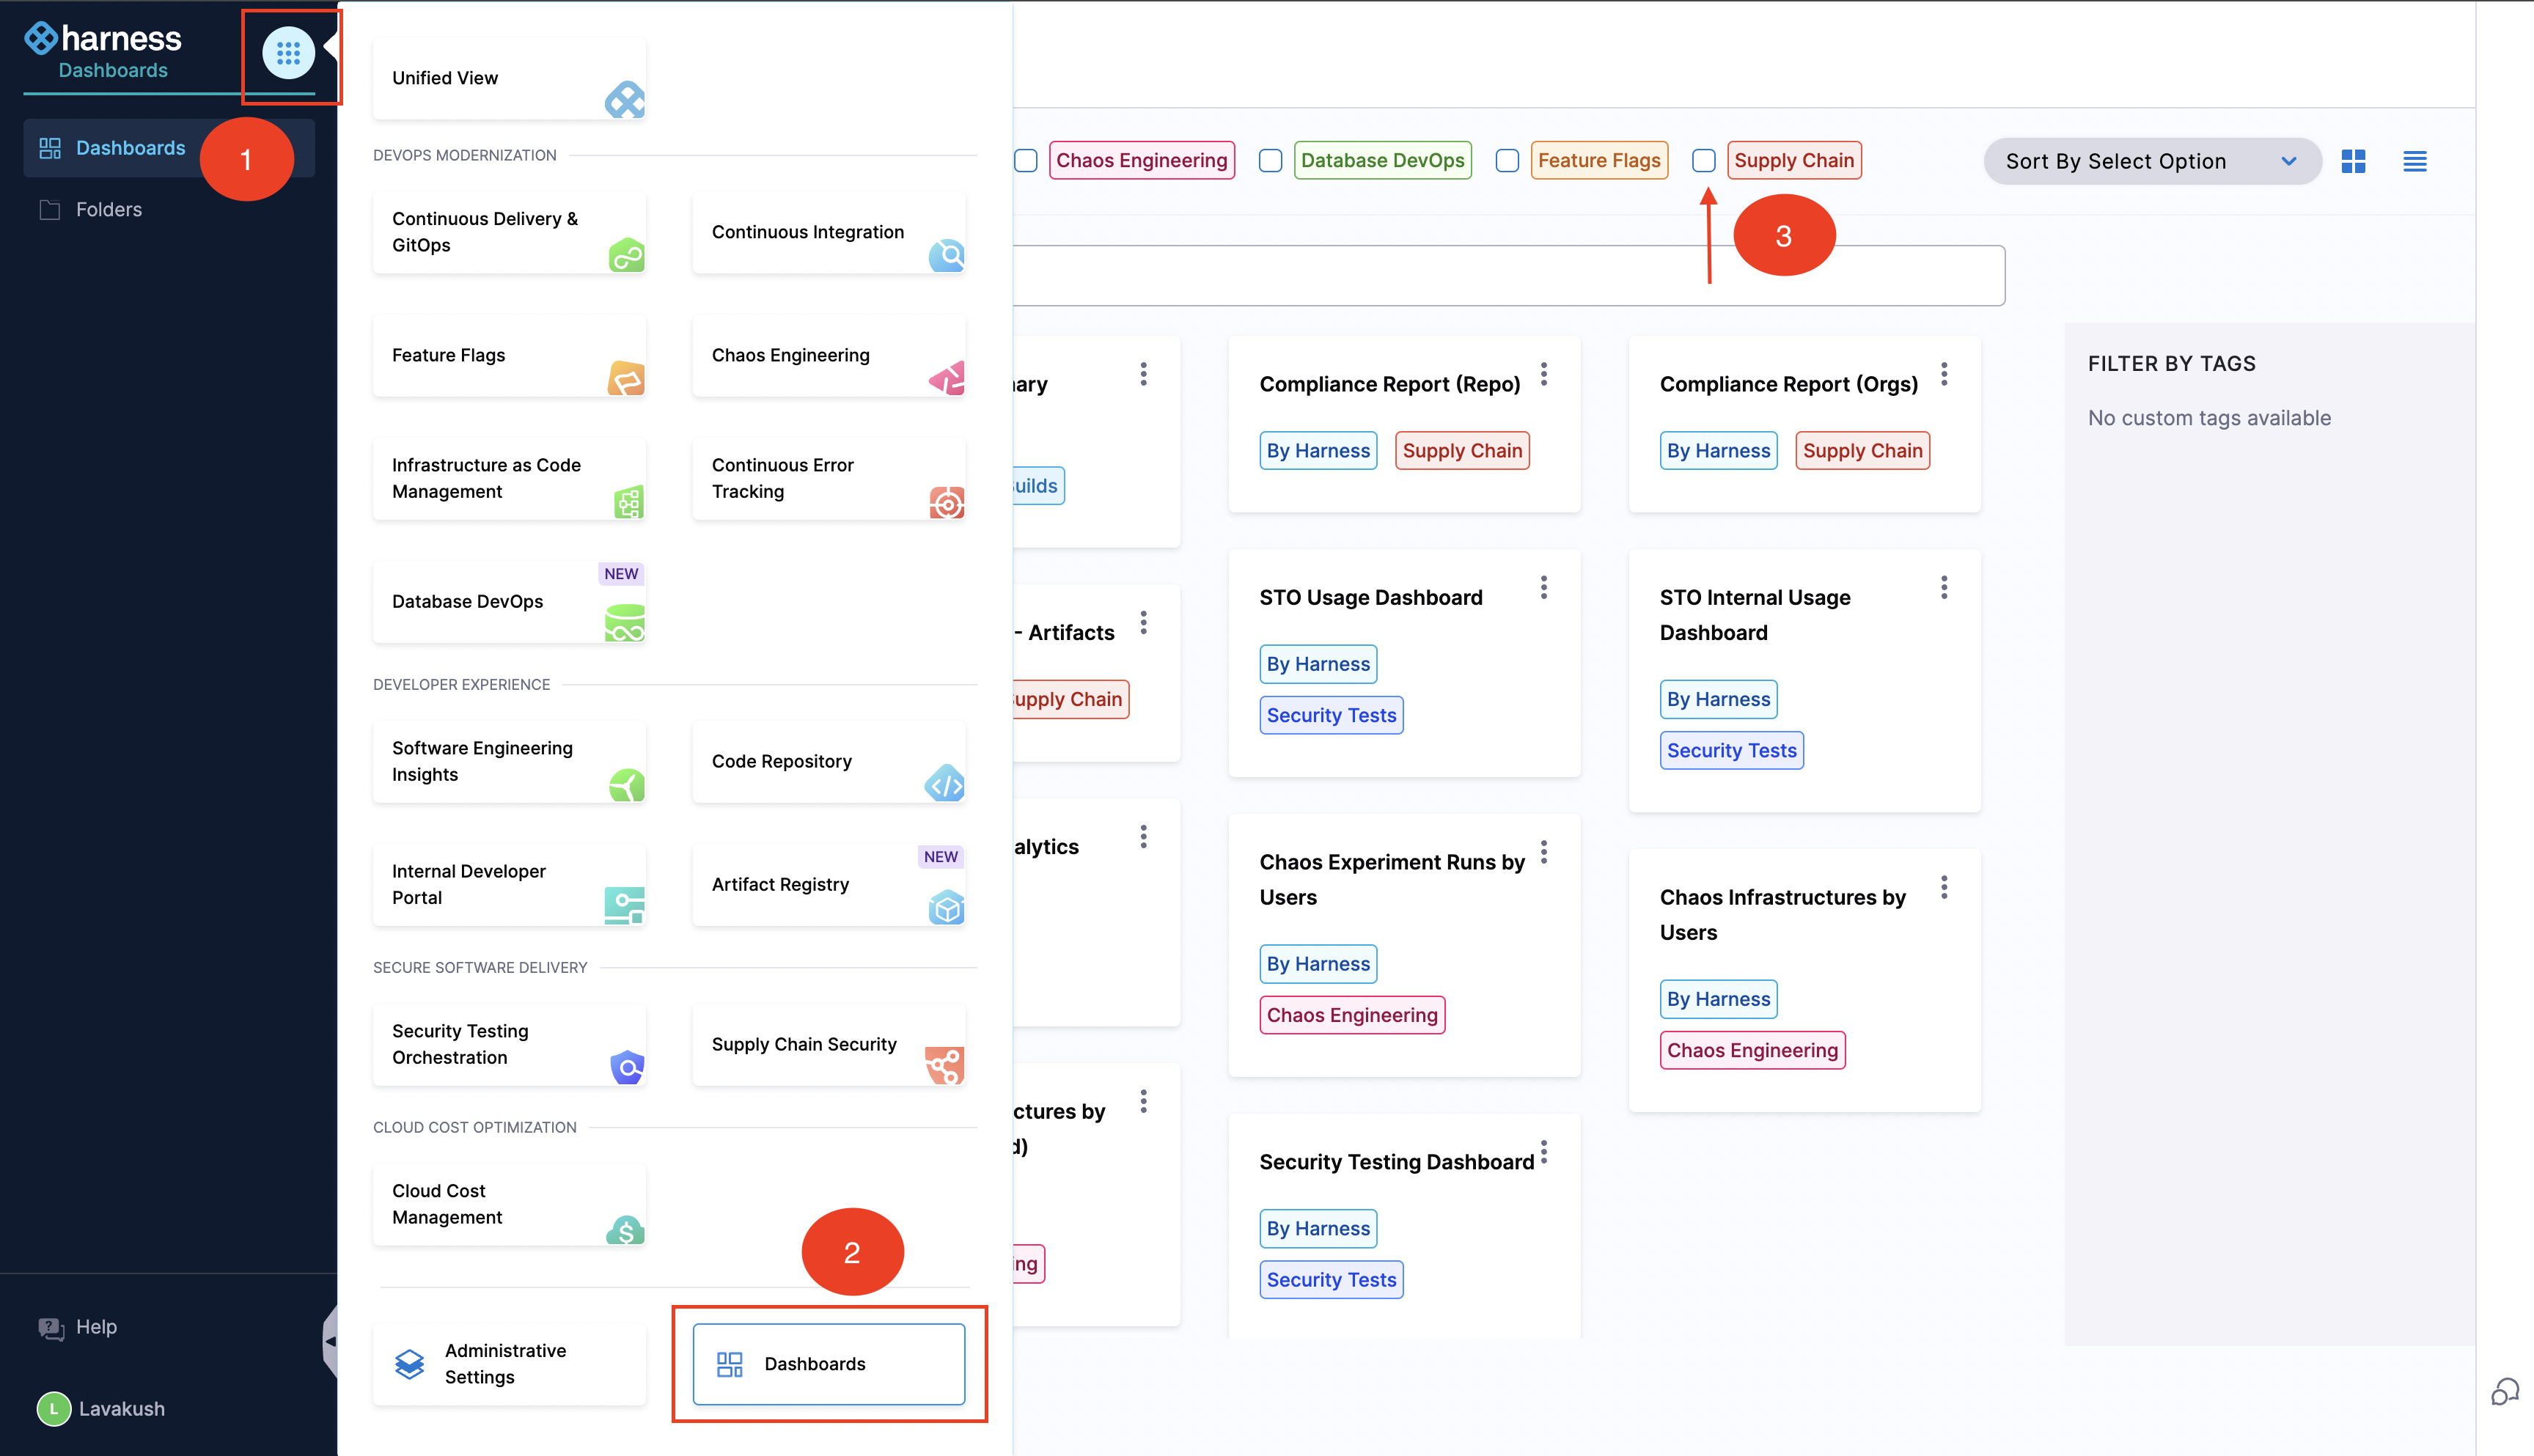 harness
Dashboards
1
Dashboards
Folders
Help
L
Lavakush
Unified View
DEVOPS MODERNIZATION
Continuous Delivery &
GitOps
Continuous Integration
Feature Flags
Chaos Engineering
Infrastructure as Code
Management
Continuous Error
Tracking
NEW
Database DevOps
DEVELOPER EXPERIENCE
Software Engineering
Insights
Code Repository
Internal Developer
Portal
NEW
Artifact Registry
SECURE SOFTWARE DELIVERY
Security Testing
Orchestration
Supply Chain Security
CLOUD COST OPTIMIZATION
Cloud Cost
Management
2
Administrative
Settings
Dashboards
Chaos Engineering
Database DevOps
Feature Flags
Supply Chain
Sort By Select Option
3
ary
uilds
- Artifacts
upply Chain
alytics
ctures by
d)
ng
Compliance Report (Repo)
By Harness
Supply Chain
STO Usage Dashboard
By Harness
Security Tests
Chaos Experiment Runs by
Users
By Harness
Chaos Engineering
Security Testing Dashboard
By Harness
Security Tests
Compliance Report (Orgs)
By Harness
Supply Chain
STO Internal Usage
Dashboard
By Harness
Security Tests
Chaos Infrastructures by
Users
By Harness
Chaos Engineering
FILTER BY TAGS
No custom tags available